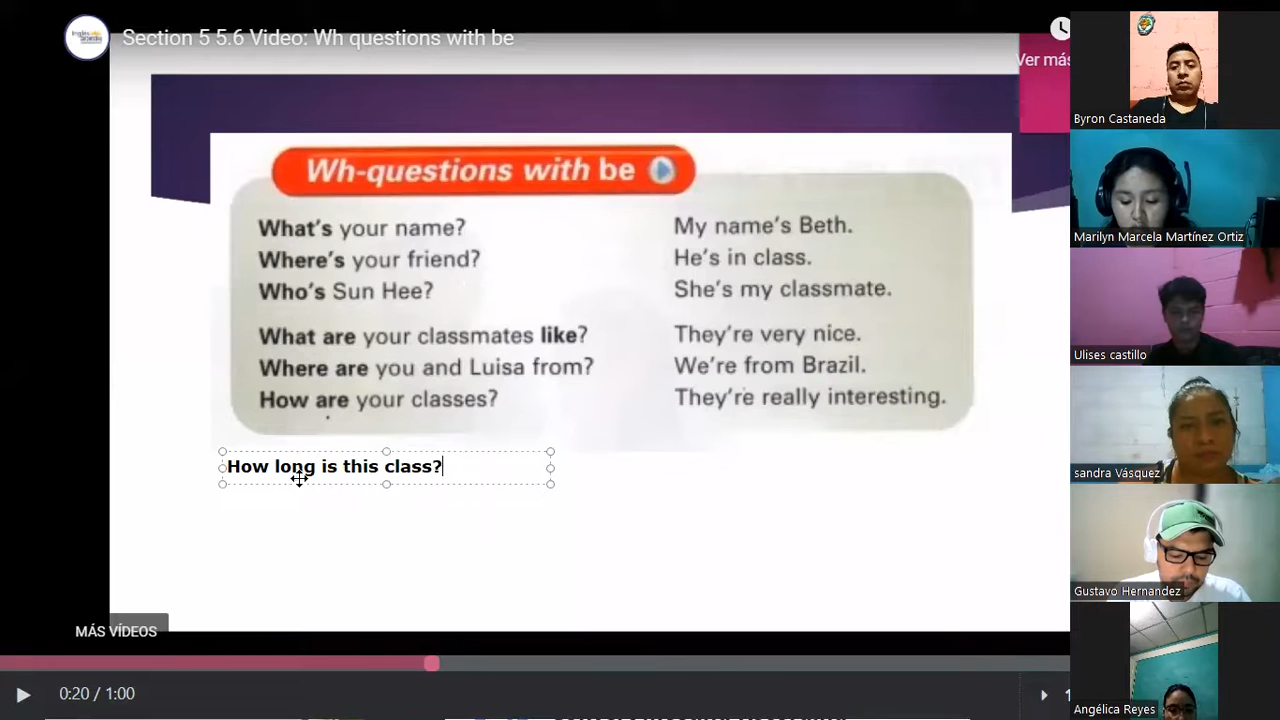 Section 5 5.6 Video: Wh questions with be
Ver más
Wh-questions with be
What's your name? My name's Beth.
Where's your friend? He's in class.
Who's Sun Hee? She's my classmate.
What are your classmates like? They're very nice.
Where are you and Luisa from? We're from Brazil.
How are your classes? They're really interesting.
How long is this class?
MÁS VÍDEOS
0:20 / 1:00
Byron Castaneda
Marilyn Marcela Martínez Ortiz
Ulises castillo
sandra Vásquez
Gustavo Hernandez
Angélica Reyes